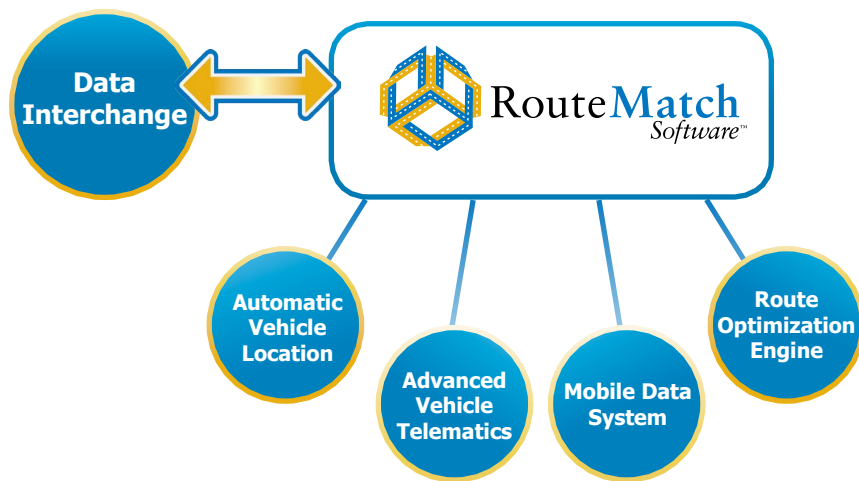 Data
Interchange
RouteMatch
Software™
Automatic
Vehicle
Location
Advanced
Vehicle
Telematics
Mobile Data
System
Route
Optimization
Engine